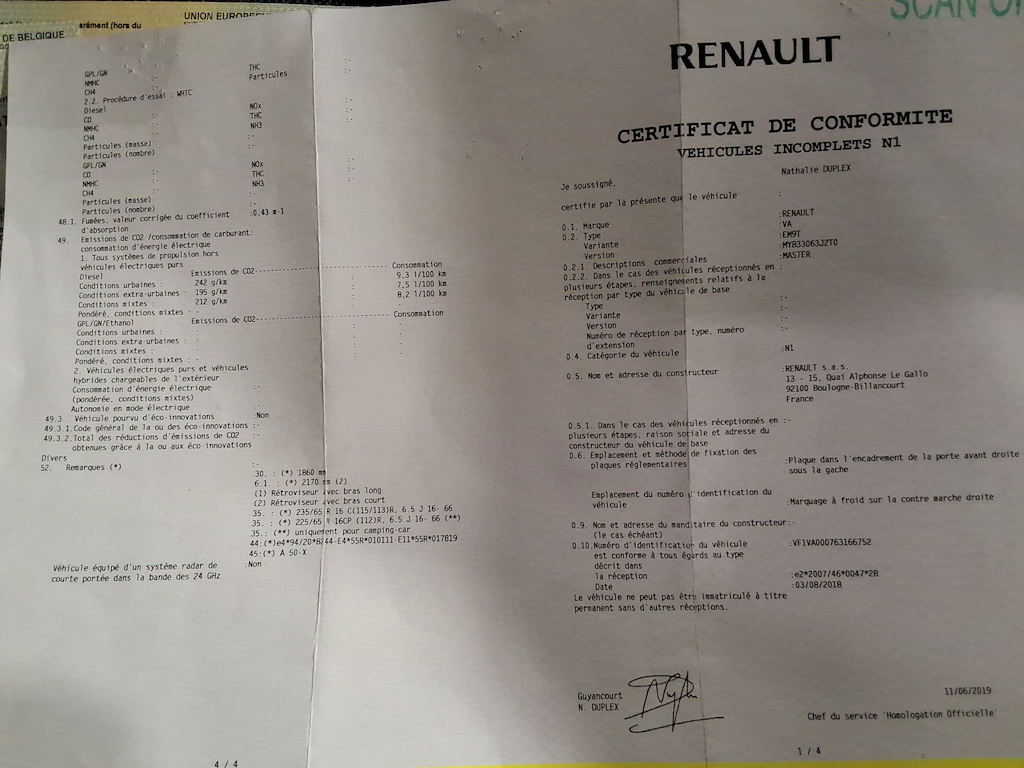 UNION EUROPE
arément (hors du
DE BELGIQUE
GPL/GN
THC
NMHC
Particules
CH4
2.2. Procédure d'essai : WHTC
Diesel
NOx
CO
THC
NMHC
NH3
CH4
Particules (masse)
Particules (nombre)
GPL/GN
NOx
CO
THC
NMHC
NH3
CH4
Particules (masse)
Particules (nombre)
48.1. Fumées, valeur corrigée du coefficient :0,43 m-1
d'absorption
49. Emissions de CO2 /consommation de carburant:
consommation d'énergie électrique
1. Tous systèmes de propulsion hors
véhicules électriques purs
Diesel Emissions de CO2 Consommation
Conditions urbaines : 242 g/km : 9,3 l/100 km
Conditions extra-urbaines : 195 g/km : 7,5 l/100 km
Conditions mixtes : 212 g/km : 8,2 l/100 km
Pondéré, conditions mixtes : -
GPL/GN/Ethanol Emissions de CO2 Consommation
Conditions urbaines : -
Conditions extra-urbaines : -
Conditions mixtes : -
Pondéré, conditions mixtes : -
2. Véhicules électriques purs et véhicules
hybrides chargeables de l'extérieur
Consommation d'énergie électrique :-
(pondérée, conditions mixtes)
Autonomie en mode électrique :-
49.3. Véhicule pourvu d'éco-innovations :Non
49.3.1.Code général de la ou des éco-innovations :-
49.3.2.Total des réductions d'émissions de CO2 :-
obtenues grâce à la ou aux éco-innovations
Divers
52. Remarques (*) :-
30. : (*) 1860 mm
6.1. : (*) 2170 mm (2)
(1) Rétroviseur avec bras long
(2) Rétroviseur avec bras court
35. : (*) 235/65 R 16 C(115/113)R, 6.5 J 16- 66
35. : (*) 225/65 R 16CP (112)R, 6.5 J 16- 66 (**)
35.: (**) uniquement pour camping-car
44:(*)e4*94/20*8244-E4*55R*010111-E11*55R*017819
45:(*) A 50-X
Véhicule équipé d'un système radar de :Non
courte portée dans la bande des 24 GHz
4 / 4
RENAULT
CERTIFICAT DE CONFORMITE
VEHICULES INCOMPLETS N1
Nathalie DUPLEX
Je soussigné,
certifie par la présente que le véhicule :
0.1. Marque :RENAULT
0.2. Type :VA
Variante :EM9T
Version :MYB33063J2T0
0.2.1. Descriptions commerciales :MASTER
0.2.2. Dans le cas des véhicules réceptionnés en :
plusieurs étapes, renseignements relatifs à la
réception par type du véhicule de base
Type :-
Variante :-
Version :-
Numéro de réception par type, numéro :-
d'extension
0.4. Catégorie du véhicule :N1
0.5. Nom et adresse du constructeur :RENAULT s.a.s.
13 - 15, Quai Alphonse Le Gallo
92100 Boulogne-Billancourt
France
0.5.1. Dans le cas des véhicules réceptionnés en :-
plusieurs étapes, raison sociale et adresse du
constructeur du véhicule de base
0.6. Emplacement et méthode de fixation des :Plaque dans l'encadrement de la porte avant droite
plaques réglementaires sous la gache
Emplacement du numéro d'identification du :Marquage à froid sur la contre marche droite
véhicule
0.9. Nom et adresse du mandataire du constructeur:-
(le cas échéant)
0.10.Numéro d'identification du véhicule :VF1VA000763166752
est conforme à tous égards au type
décrit dans
la réception :e2*2007/46*0047*28
Date :03/08/2018
Le véhicule ne peut pas être immatriculé à titre
permanent sans d'autres réceptions.
Guyancourt
N. DUPLEX
11/06/2019
Chef du service 'Homologation Officielle'
1 / 4